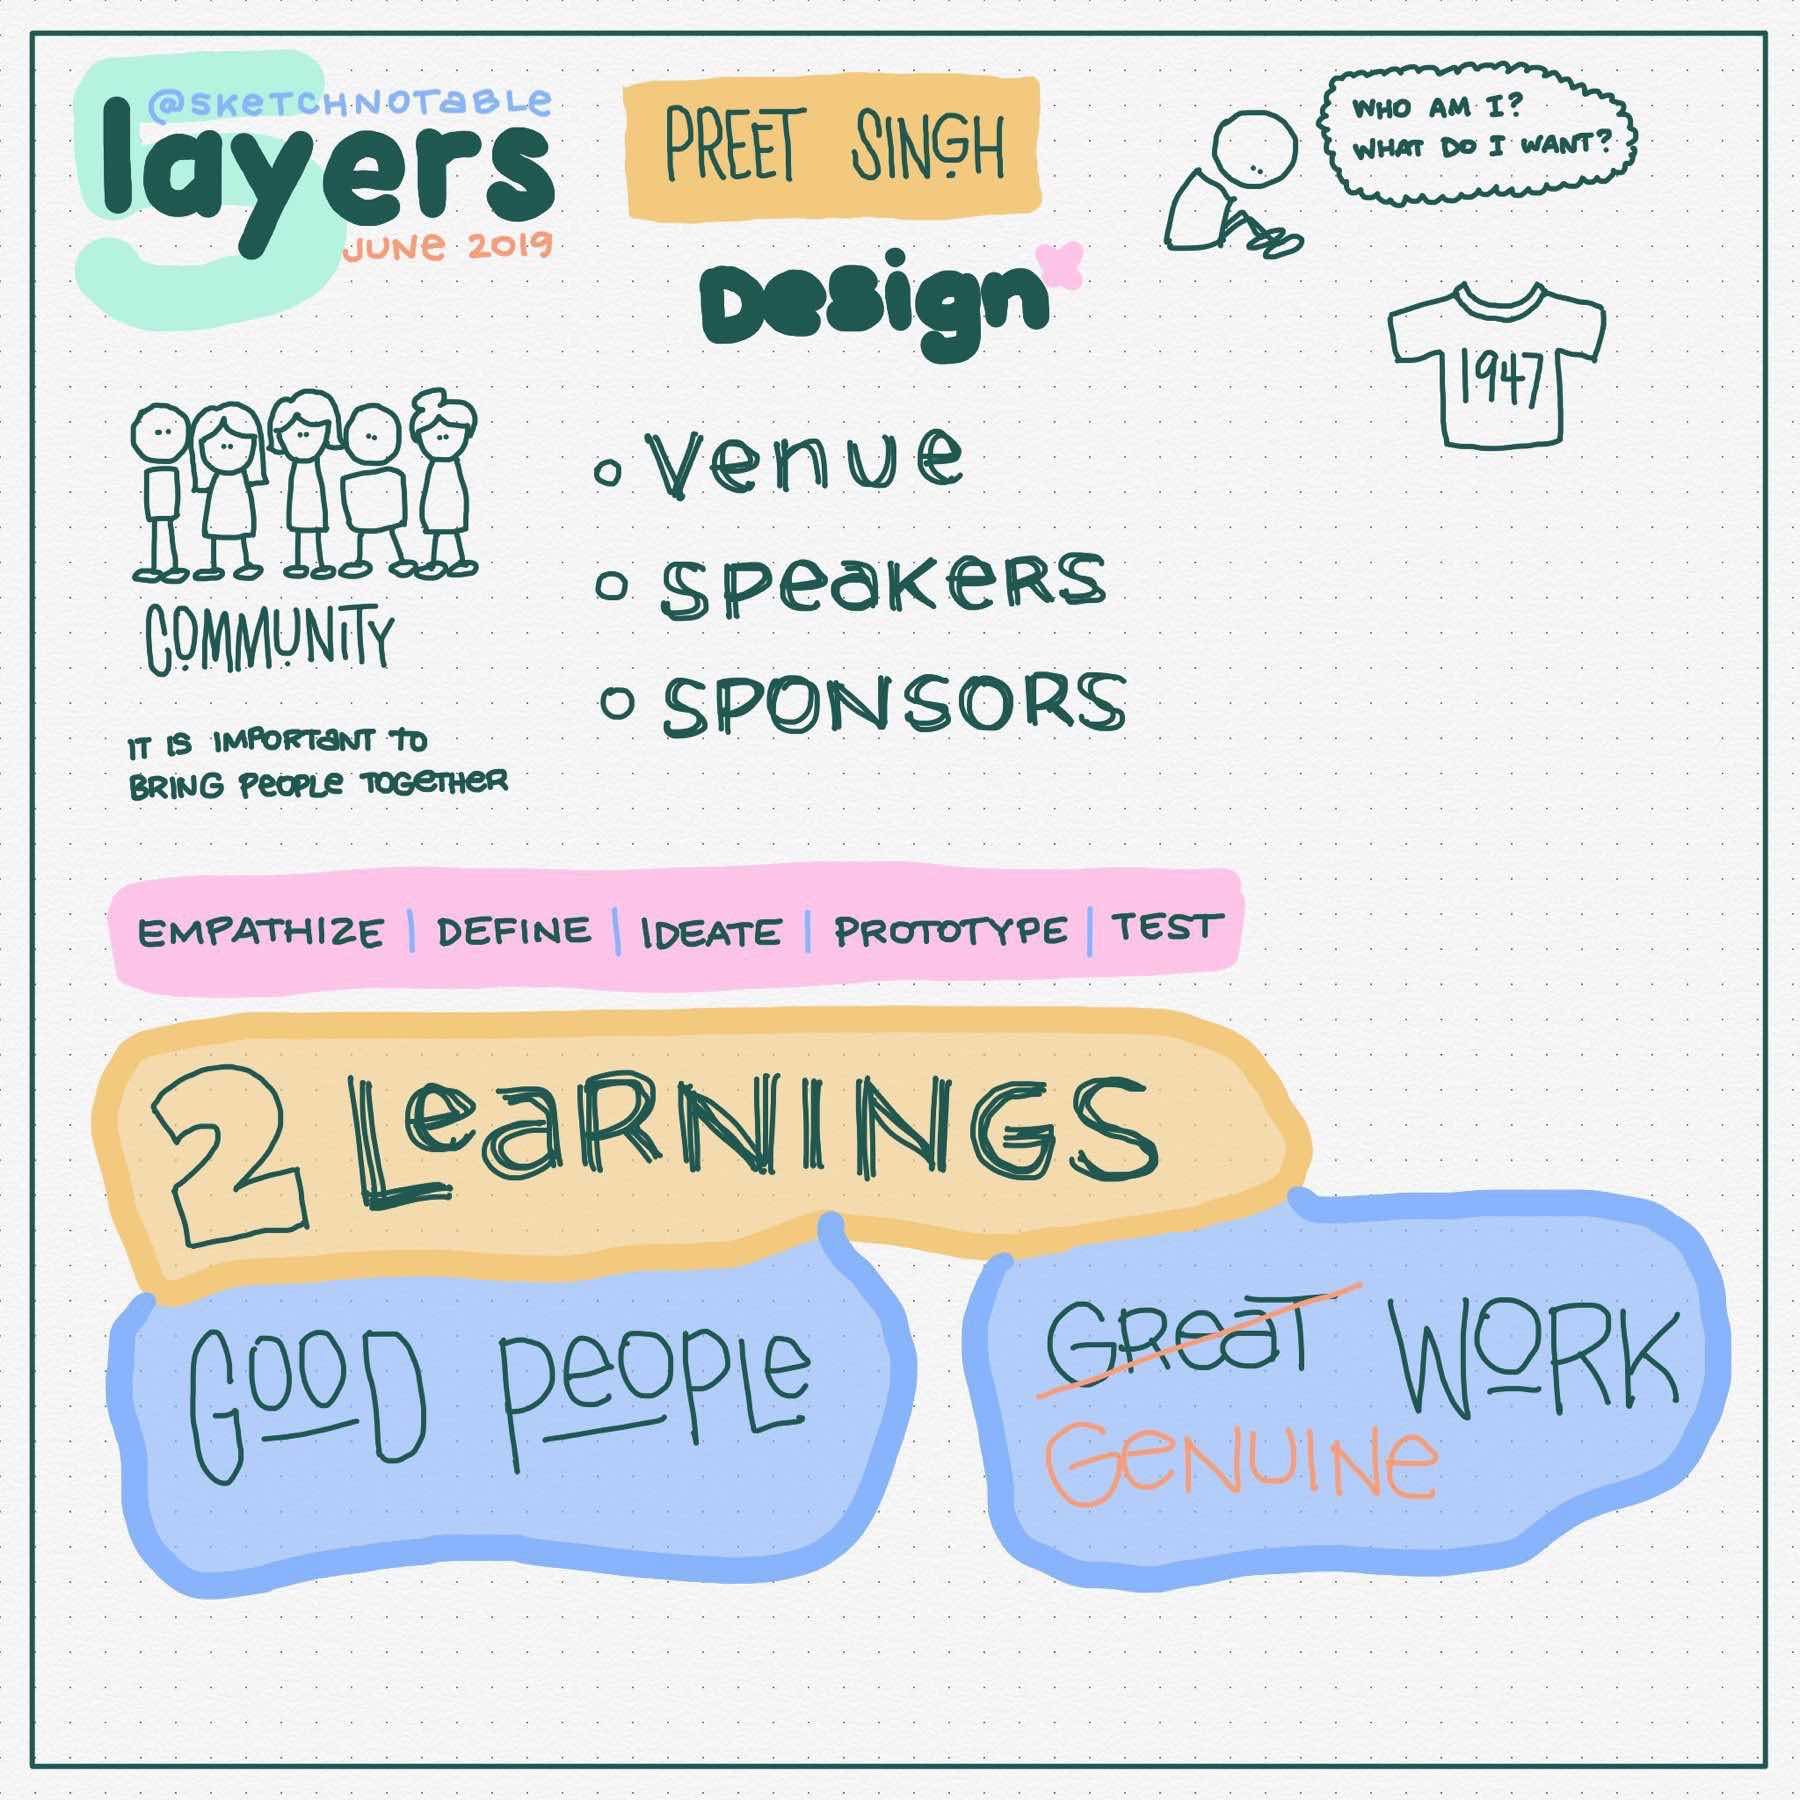 @SKETCHNOTABLE
layers
JUNE 2019
5
PREET SINGH
Design
WHO AM I?
WHAT DO I WANT?
1947
COMMUNITY
IT IS IMPORTANT TO
BRING PEOPLE TOGETHER
VENUE
SPEAKERS
SPONSORS
EMPATHIZE | DEFINE | IDEATE | PROTOTYPE | TEST
2 LEARNINGS
GOOD PEOPLE
GREAT WORK
GENUINE